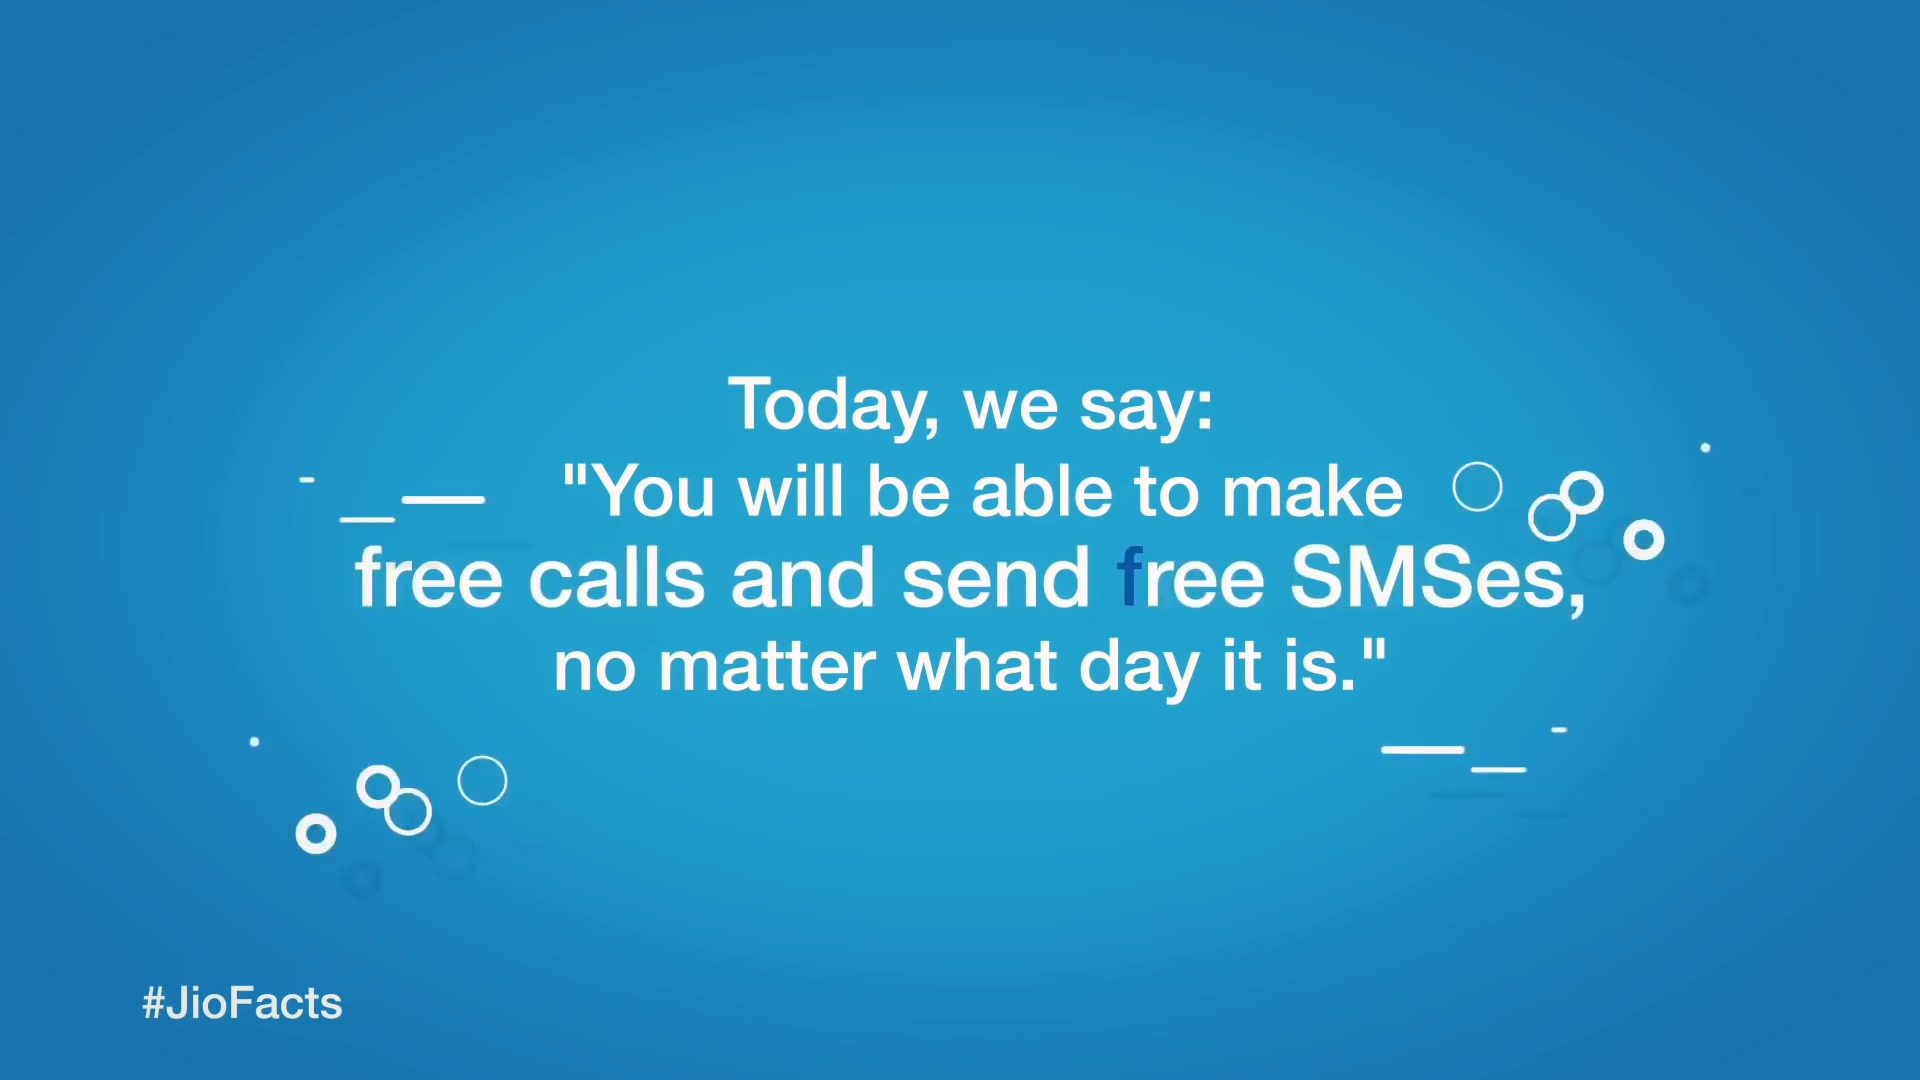 Today, we say:
"You will be able to make
free calls and send free SMSes,
no matter what day it is."
#JioFacts